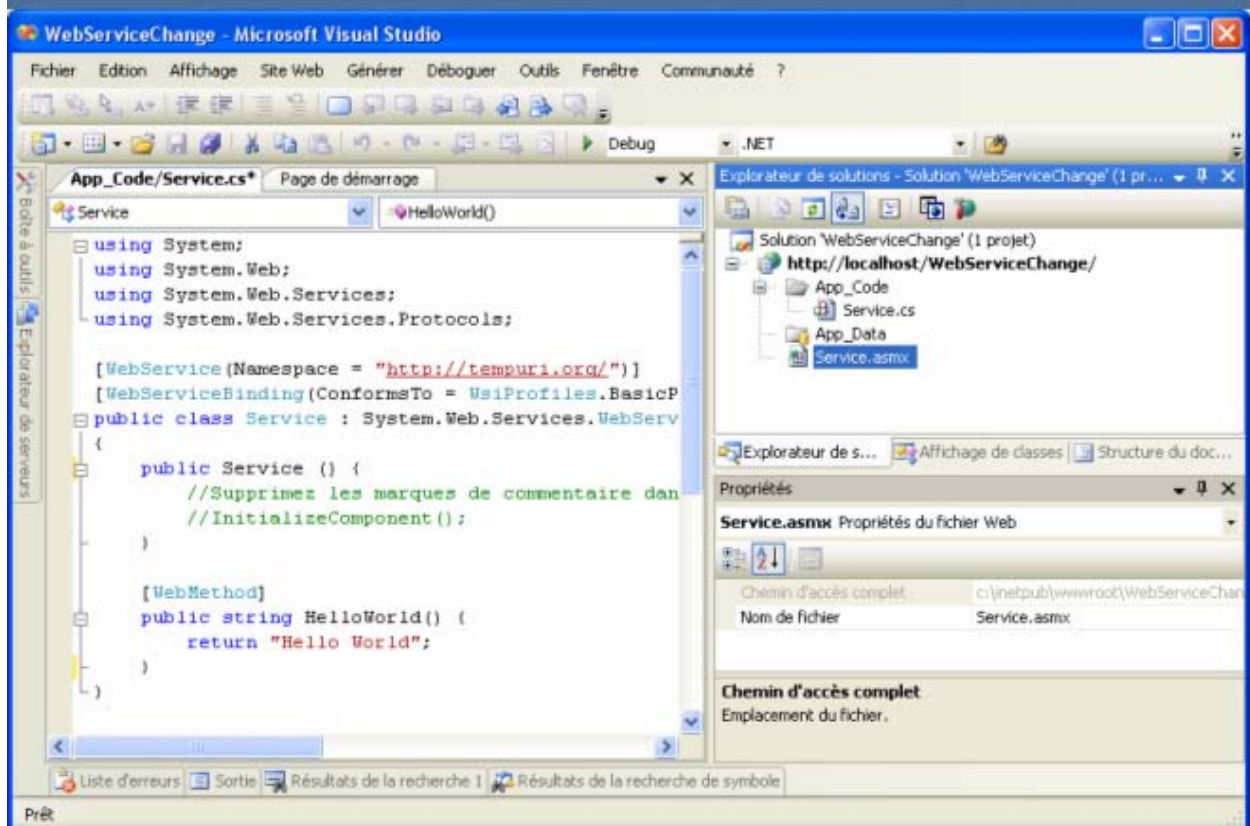 WebServiceChange - Microsoft Visual Studio
Fichier Edition Affichage Site Web Générer Déboguer Outils Fenêtre Communauté ?
Debug .NET
App_Code/Service.cs* Page de démarrage
Service HelloWorld()
using System;
using System.Web;
using System.Web.Services;
using System.Web.Services.Protocols;
[WebService(Namespace = "http://tempuri.org/")]
[WebServiceBinding(ConformsTo = WsiProfiles.BasicP
public class Service : System.Web.Services.WebServ
{
public Service () {
//Supprimez les marques de commentaire dan
//InitializeComponent();
}
[WebMethod]
public string HelloWorld() {
return "Hello World";
}
}
Boîte à outils
Explorateur de serveurs
Explorateur de solutions - Solution 'WebServiceChange' (1 pr...
Solution 'WebServiceChange' (1 projet)
http://localhost/WebServiceChange/
App_Code
Service.cs
App_Data
Service.asmx
Explorateur de s... Affichage de classes Structure du doc...
Propriétés
Service.asmx Propriétés du fichier Web
Chemin d'accès complet c:\inetpub\wwwroot\WebServiceChan
Nom de fichier Service.asmx
Chemin d'accès complet
Emplacement du fichier.
Liste d'erreurs Sortie Résultats de la recherche 1 Résultats de la recherche de symbole
Prêt